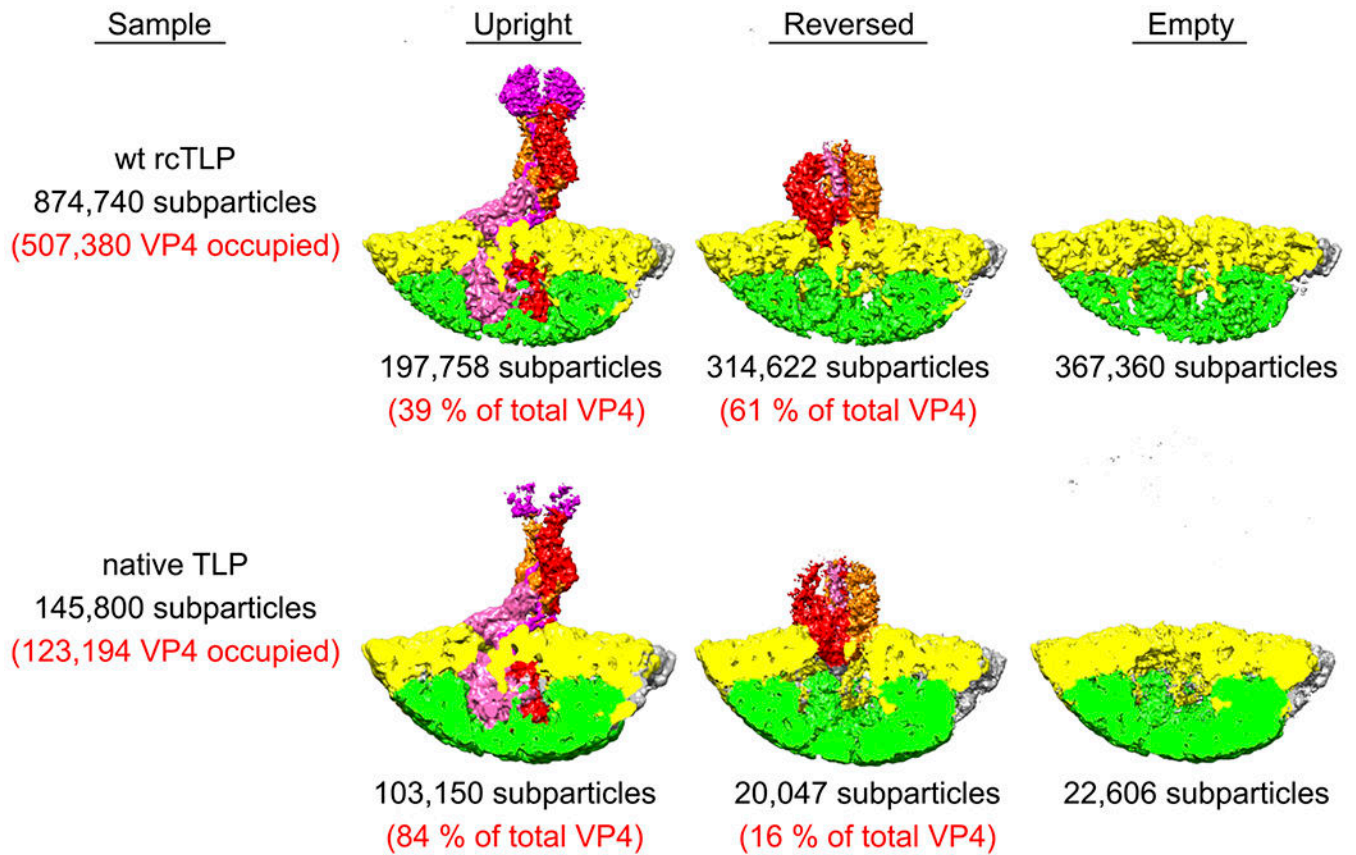 Sample Upright Reversed Empty
wt rcTLP
874,740 subparticles
(507,380 VP4 occupied)
197,758 subparticles 314,622 subparticles 367,360 subparticles
(39 % of total VP4) (61 % of total VP4)
native TLP
145,800 subparticles
(123,194 VP4 occupied)
103,150 subparticles 20,047 subparticles 22,606 subparticles
(84 % of total VP4) (16 % of total VP4)